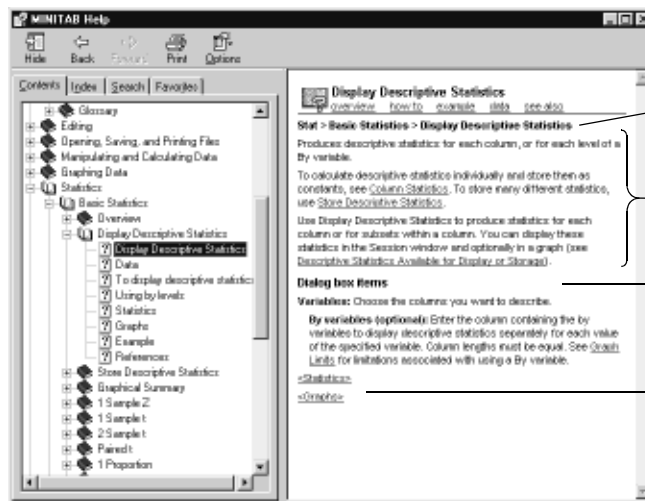 MINITAB Help
Hide Back Forward Print Options
Contents Index Search Favorites
Glossary
Editing
Opening, Saving, and Printing Files
Manipulating and Calculating Data
Graphing Data
Statistics
Basic Statistics
Overview
Display Descriptive Statistics
Display Descriptive Statistics
Data
To display descriptive statistics
Using by levels
Statistics
Graphs
Example
References
Store Descriptive Statistics
Graphical Summary
1 Sample Z
1 Sample t
2 Sample t
Paired t
1 Proportion
Display Descriptive Statistics
overview how to example data see also
Stat > Basic Statistics > Display Descriptive Statistics
Produces descriptive statistics for each column, or for each level of a
By variable.
To calculate descriptive statistics individually and store them as
constants, see Column Statistics. To store many different statistics,
use Store Descriptive Statistics.
Use Display Descriptive Statistics to produce statistics for each
column or for subsets within a column. You can display these
statistics in the Session window and optionally in a graph (see
Descriptive Statistics Available for Display or Storage).
Dialog box items
Variables: Choose the columns you want to describe.
By variables (optional): Enter the column containing the by
variables to display descriptive statistics separately for each value
of the specified variable. Column lengths must be equal. See Graph
Limits for limitations associated with using a By variable.
<Statistics>
<Graphs>